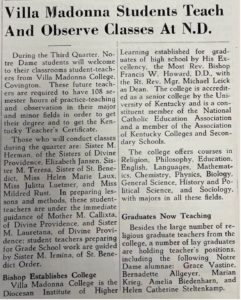 Villa Madonna Students Teach
And Observe Classes At N.D.
During the Third Quarter, No-
tre Dame students will welcome
to their classrooms student-teach-
ers from Villa Madonna College,
Covington. These future teach-
ers are required to have 108 se-
mester hours of practice-teaching
and observation in their major
and minor fields in order to get
their degree and to get the Ken-
tucky Teacher's Certificate.
Those who will conduct classes
during the quarter are: Sister M.
Herman, of the Sisters of Divine
Providence, Elizabeth Janzen, Sis-
ter M. Teresa, Sister of St. Bene-
dict, Miss Helen Marie Lenz,
Miss Julitta Luetmer, and Miss
Mildred Rust. In preparing les-
sons and methods, these student-
teachers are under the immediate
guidance of Mother M. Callixta,
of Divine Providence, and Sister
M. Lauretana, of Divine Provi-
dence; student teachers preparing
for Grade School work are guided
by Sister M. Irmina, of St. Bene-
dict Order.
Bishop Establishes College
Villa Madonna College is the
Diocesan Institute of Higher
Learning established for grad-
uates of high school by His Ex-
cellency, the Most Rev. Bishop
Francis W. Howard, D.D., with
the Rt. Rev. Mgr. Michael Leick
as Dean. The college is accredit-
ed as a senior college by the Uni-
versity of Kentucky and is a con-
stituent member of the National
Catholic Education Association
and a member of the Association
of Kentucky Colleges and Secon-
dary Schools.
The college offers courses in
Religion, Philosophy, Education,
English, Languages, Mathemat-
ics, Chemistry, Physics, Biology,
General Science, History and Po-
litical Science, and Sociology,
with majors in all these fields.
Graduates Now Teaching
Besides the large number of re-
ligious graduate teachers from the
college, a number of lay graduates
are holding teacher's positions,
including the following Notre
Dame alumnae: Grace
Bernadette Allgeyer, Marian
Krieg, Amelia Biedenharn, and
Helen Catherine Steltenkamp.